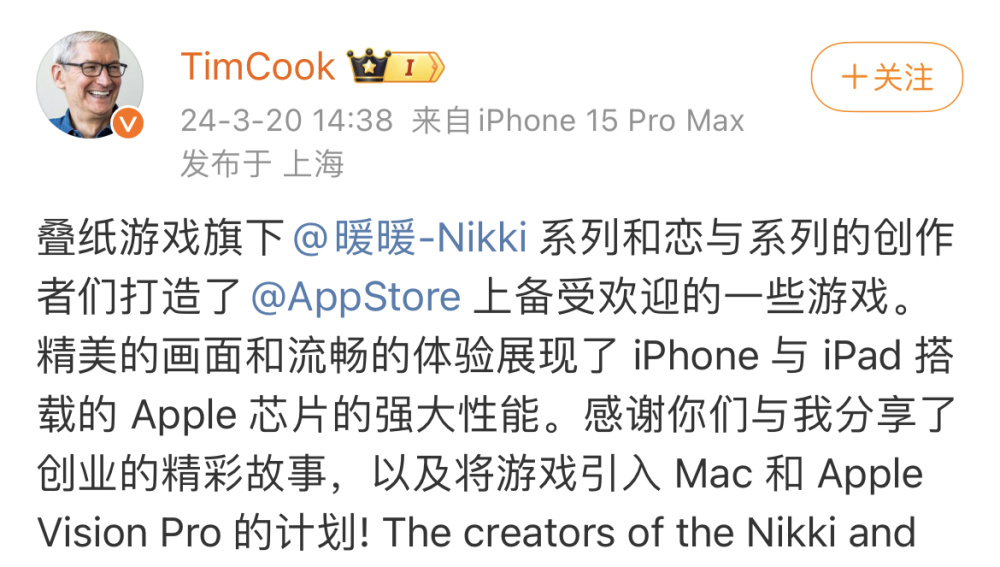 TimCook I
+关注
24-3-20 14:38 来自iPhone 15 Pro Max
发布于 上海
叠纸游戏旗下@暖暖-Nikki 系列和恋与系列的创作
者们打造了@AppStore 上备受欢迎的一些游戏。
精美的画面和流畅的体验展现了 iPhone 与 iPad 搭
载的 Apple 芯片的强大性能。感谢你们与我分享了
创业的精彩故事，以及将游戏引入 Mac 和 Apple
Vision Pro 的计划! The creators of the Nikki and